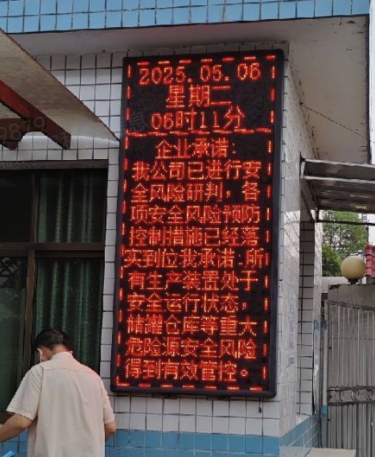 2025.05.06
星期二
06时11分
企业承诺:
我公司已进行安
全风险研判，各
项安全风险预防
控制措施已经落
实到位我承诺:所
有生产装置处于
安全运行状态，
储罐仓库等重大
危险源安全风险
得到有效管控。